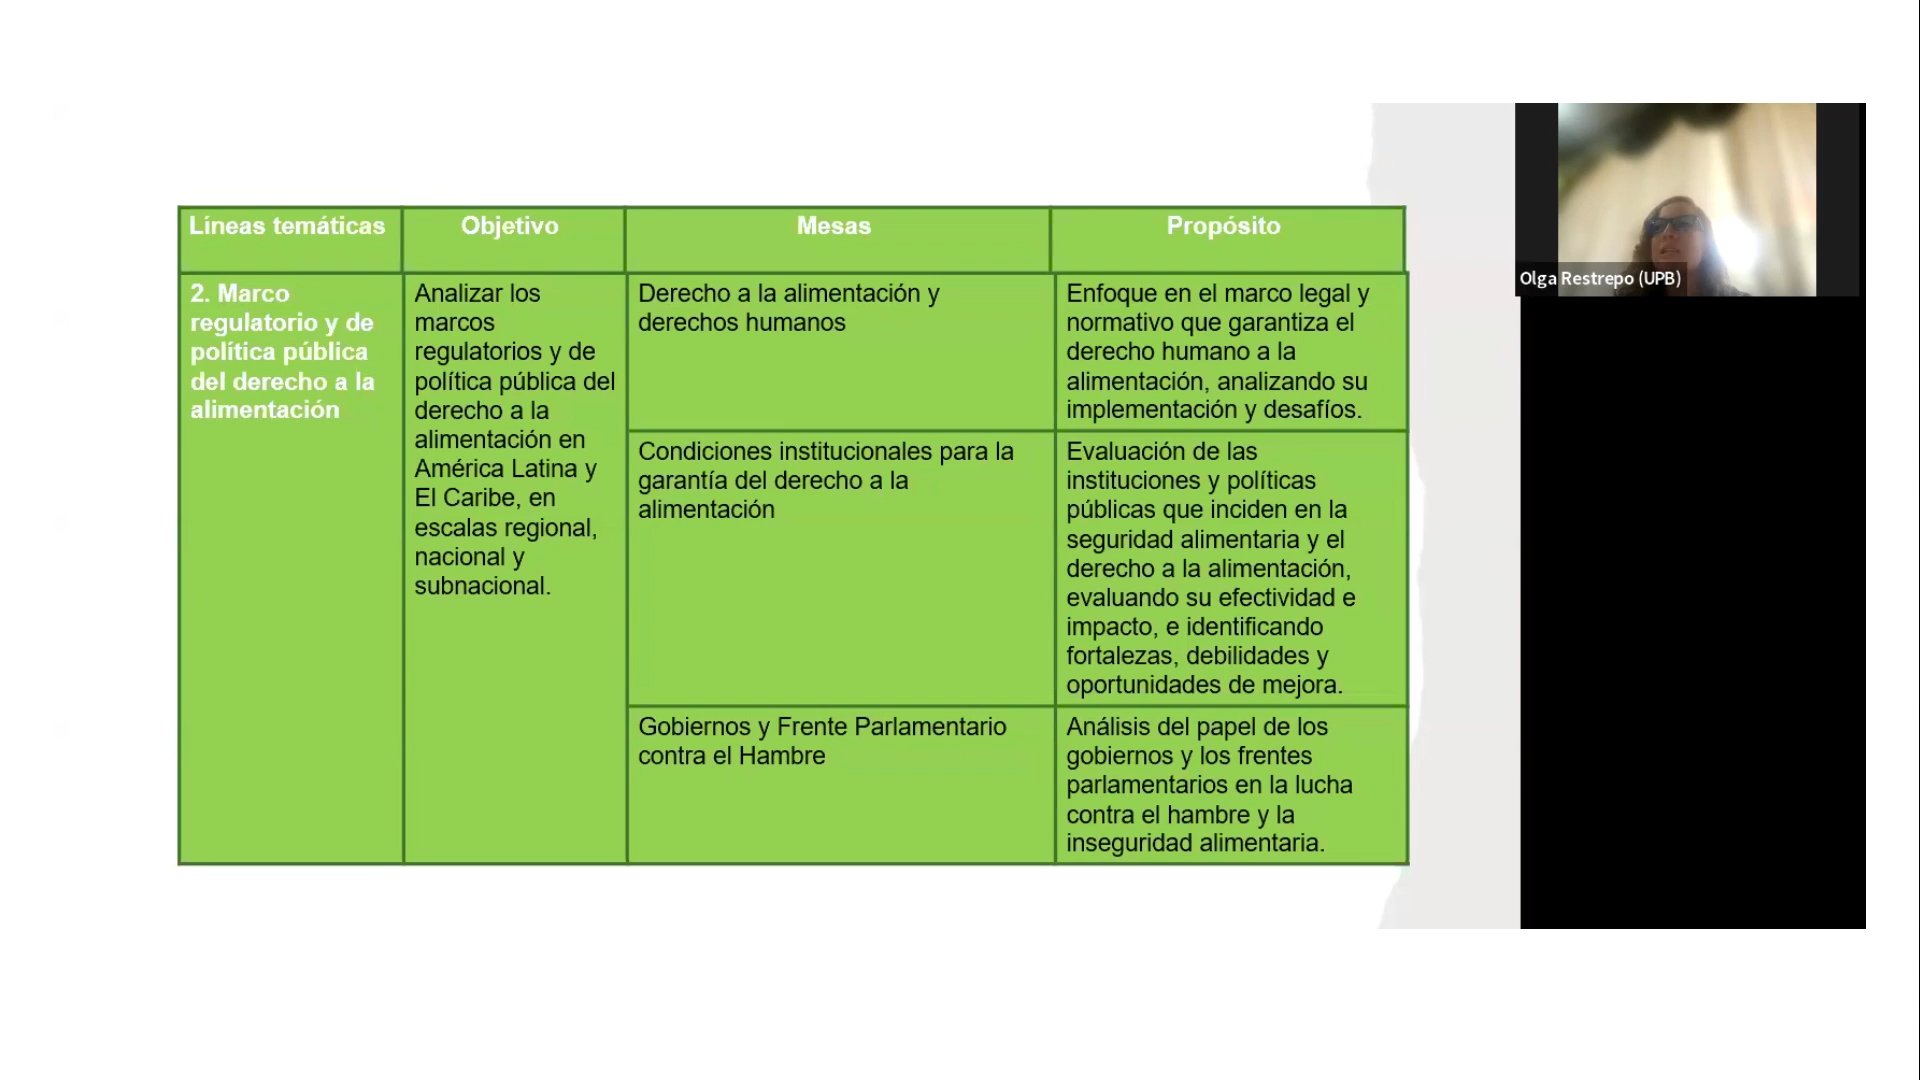 Líneas temáticas
Objetivo
Mesas
Propósito
2. Marco
regulatorio y de
política pública
del derecho a la
alimentación
Analizar los
marcos
regulatorios y de
política pública del
derecho a la
alimentación en
América Latina y
El Caribe, en
escalas regional,
nacional y
subnacional.
Derecho a la alimentación y
derechos humanos
Enfoque en el marco legal y
normativo que garantiza el
derecho humano a la
alimentación, analizando su
implementación y desafíos.
Condiciones institucionales para la
garantía del derecho a la
alimentación
Evaluación de las
instituciones y políticas
públicas que inciden en la
seguridad alimentaria y el
derecho a la alimentación,
evaluando su efectividad e
impacto, e identificando
fortalezas, debilidades y
oportunidades de mejora.
Gobiernos y Frente Parlamentario
contra el Hambre
Análisis del papel de los
gobiernos y los frentes
parlamentarios en la lucha
contra el hambre y la
inseguridad alimentaria.
Olga Restrepo (UPB)